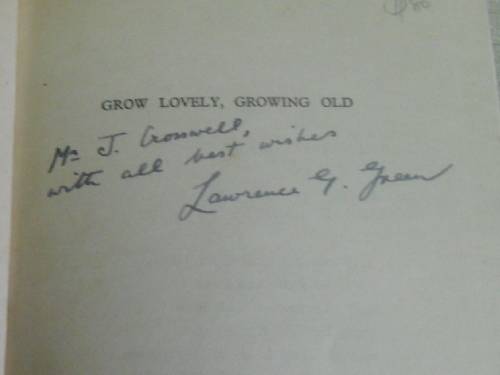 GROW LOVELY, GROWING OLD
Mr J. Cromwell,
with all best wishes
Lawrence G. Green